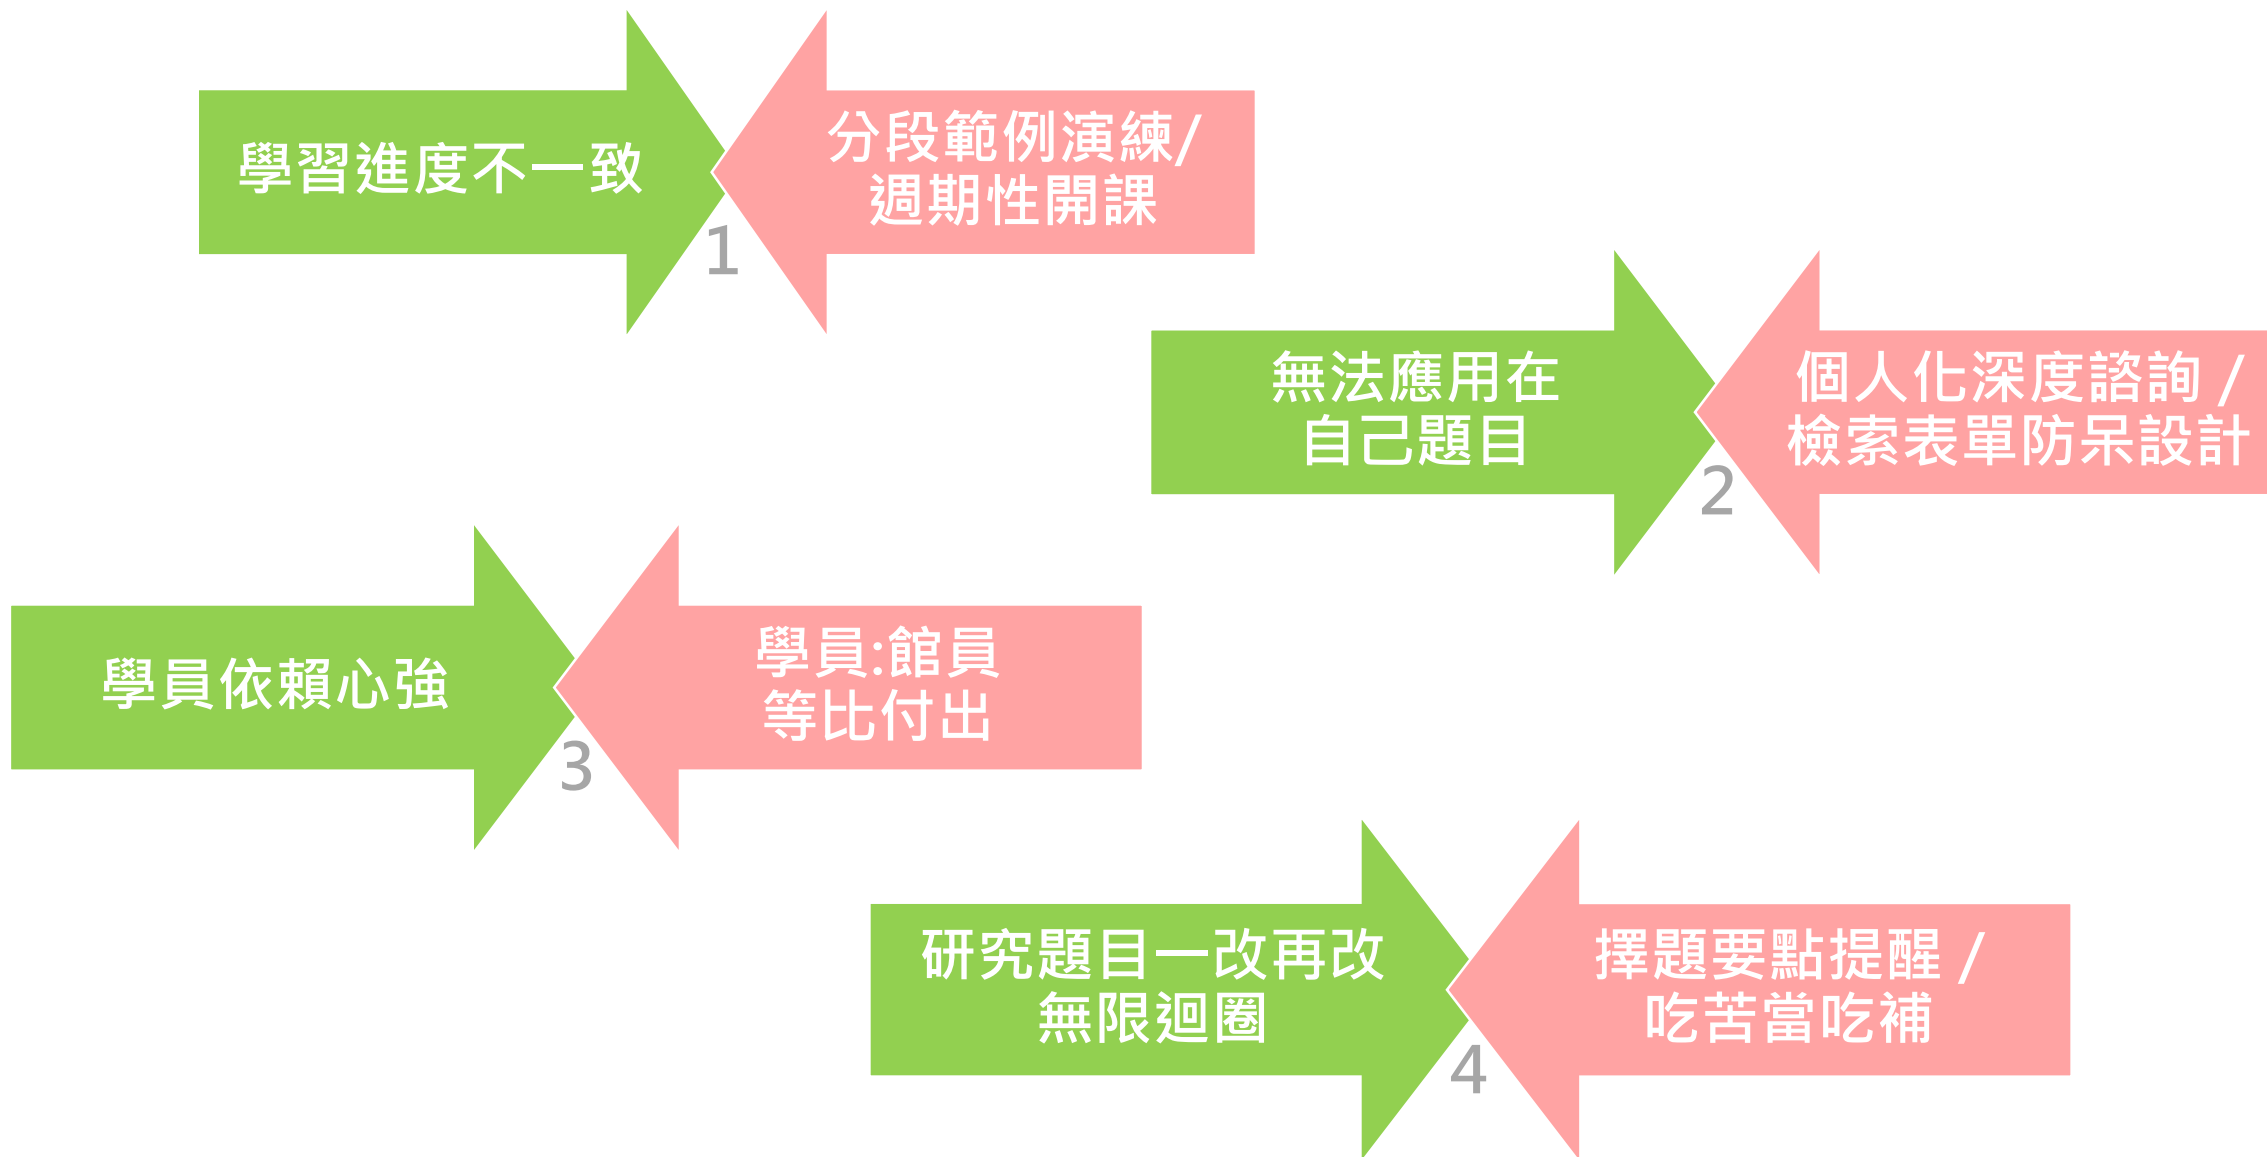 學習進度不一致
分段範例演練/
週期性開課
1
無法應用在
自己題目
個人化深度諮詢 /
檢索表單防呆設計
2
學員依賴心強
學員:館員
等比付出
3
研究題目一改再改
無限迴圈
擇題要點提醒 /
吃苦當吃補
4